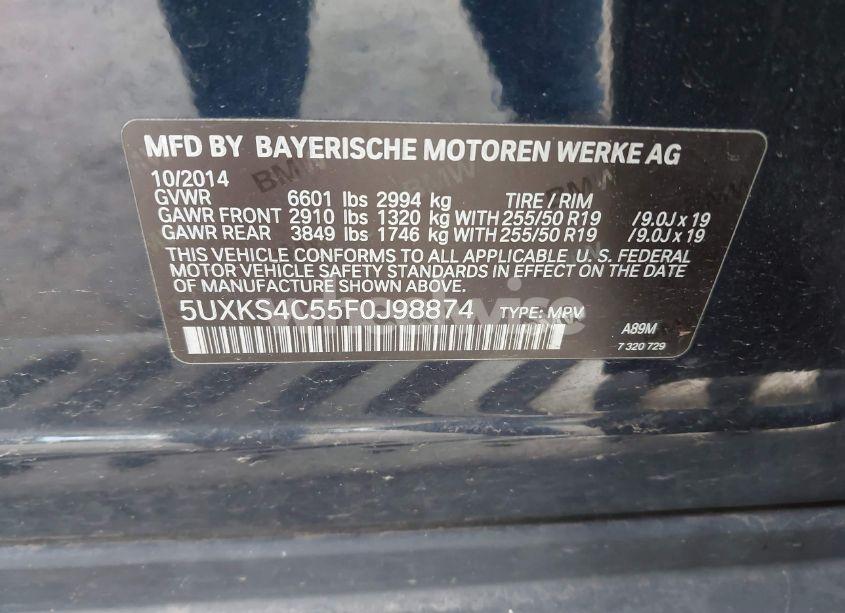 MFD BY BAYERISCHE MOTOREN WERKE AG
10/2014
GVWR 6601 lbs 2994 kg TIRE / RIM
GAWR FRONT 2910 lbs 1320 kg WITH 255/50 R19 /9.0J x 19
GAWR REAR 3849 lbs 1746 kg WITH 255/50 R19 /9.0J x 19
THIS VEHICLE CONFORMS TO ALL APPLICABLE U.S. FEDERAL
MOTOR VEHICLE SAFETY STANDARDS IN EFFECT ON THE DATE
OF MANUFACTURE SHOWN ABOVE.
5UXKS4C55F0J98874 TYPE: MPV
A89M
7 320 729